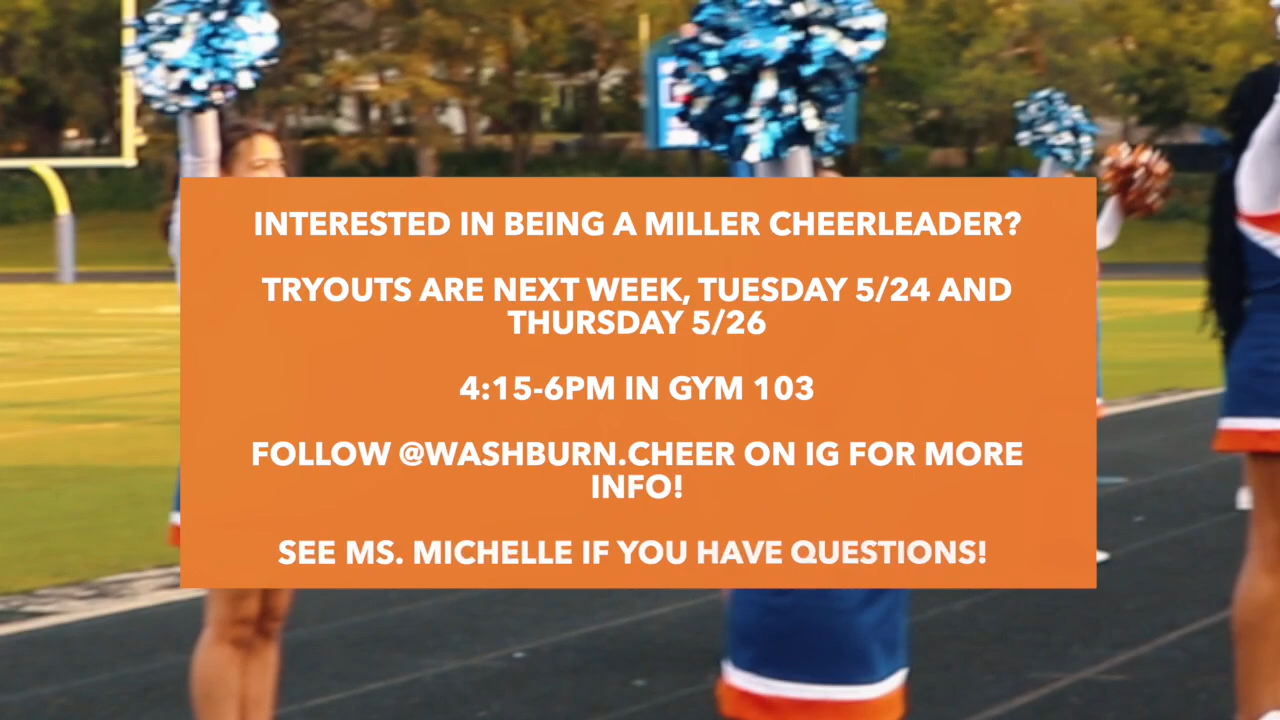 INTERESTED IN BEING A MILLER CHEERLEADER?
TRYOUTS ARE NEXT WEEK, TUESDAY 5/24 AND
THURSDAY 5/26
4:15-6PM IN GYM 103
FOLLOW @WASHBURN.CHEER ON IG FOR MORE
INFO!
SEE MS. MICHELLE IF YOU HAVE QUESTIONS!